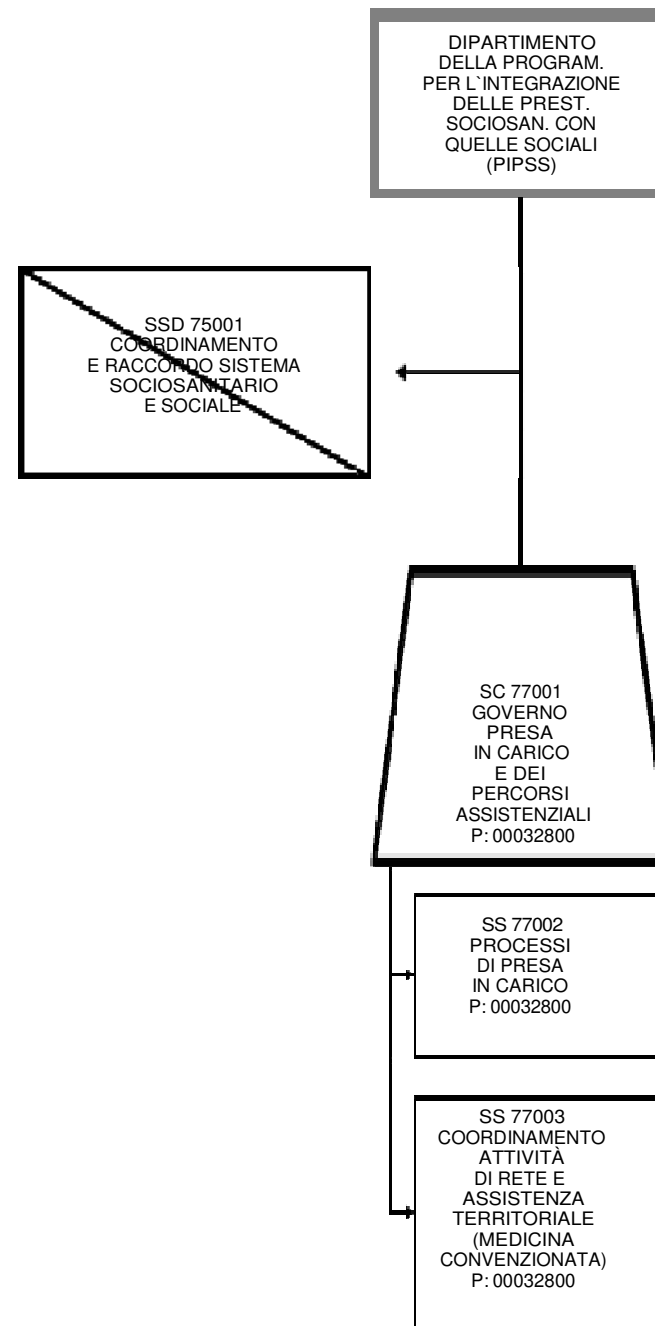 DIPARTIMENTO
DELLA PROGRAM.
PER L`INTEGRAZIONE
DELLE PREST.
SOCIOSAN. CON
QUELLE SOCIALI
(PIPSS)
SSD 75001
COORDINAMENTO
E RACCORDO SISTEMA
SOCIOSANITARIO
E SOCIALE
SC 77001
GOVERNO
PRESA
IN CARICO
E DEI
PERCORSI
ASSISTENZIALI
P: 00032800
SS 77002
PROCESSI
DI PRESA
IN CARICO
P: 00032800
SS 77003
COORDINAMENTO
ATTIVITÀ
DI RETE E
ASSISTENZA
TERRITORIALE
(MEDICINA
CONVENZIONATA)
P: 00032800